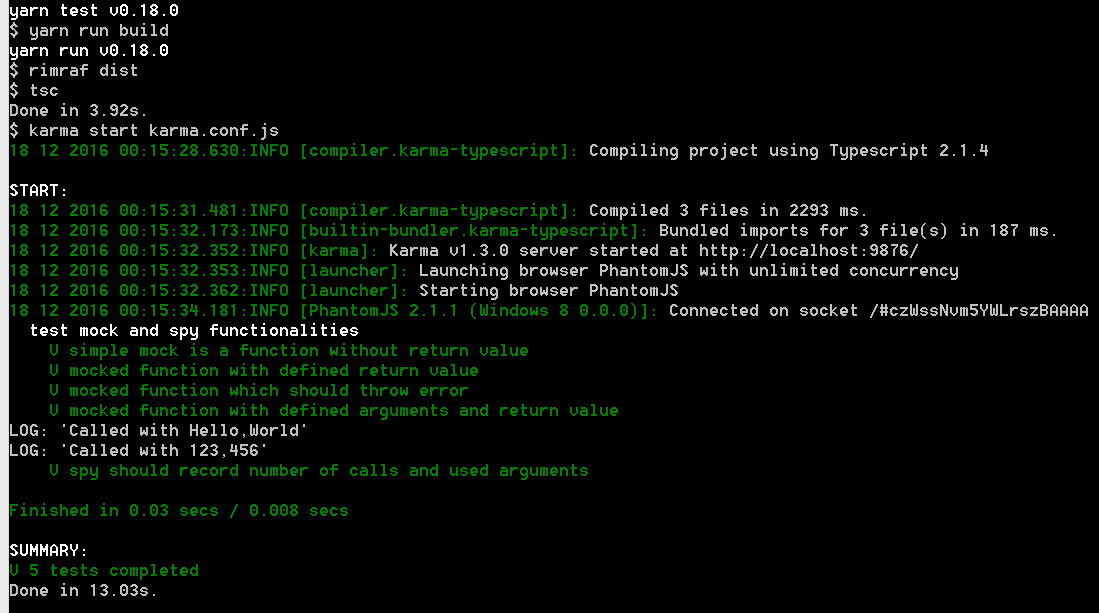 yarn test v0.18.0
$ yarn run build
yarn run v0.18.0
$ rimraf dist
$ tsc
Done in 3.92s.
$ karma start karma.conf.js
18 12 2016 00:15:28.630:INFO [compiler.karma-typescript]: Compiling project using Typescript 2.1.4
START:
18 12 2016 00:15:31.481:INFO [compiler.karma-typescript]: Compiled 3 files in 2293 ms.
18 12 2016 00:15:32.173:INFO [builtin-bundler.karma-typescript]: Bundled imports for 3 file(s) in 187 ms.
18 12 2016 00:15:32.352:INFO [karma]: Karma v1.3.0 server started at http://localhost:9876/
18 12 2016 00:15:32.353:INFO [launcher]: Launching browser PhantomJS with unlimited concurrency
18 12 2016 00:15:32.362:INFO [launcher]: Starting browser PhantomJS
18 12 2016 00:15:34.181:INFO [PhantomJS 2.1.1 (Windows 8 0.0.0)]: Connected on socket /#czWssNvm5YWLrszBAAAA
test mock and spy functionalities
V simple mock is a function without return value
V mocked function with defined return value
V mocked function which should throw error
V mocked function with defined arguments and return value
LOG: 'Called with Hello,World'
LOG: 'Called with 123,456'
V spy should record number of calls and used arguments
Finished in 0.03 secs / 0.008 secs
SUMMARY:
V 5 tests completed
Done in 13.03s.